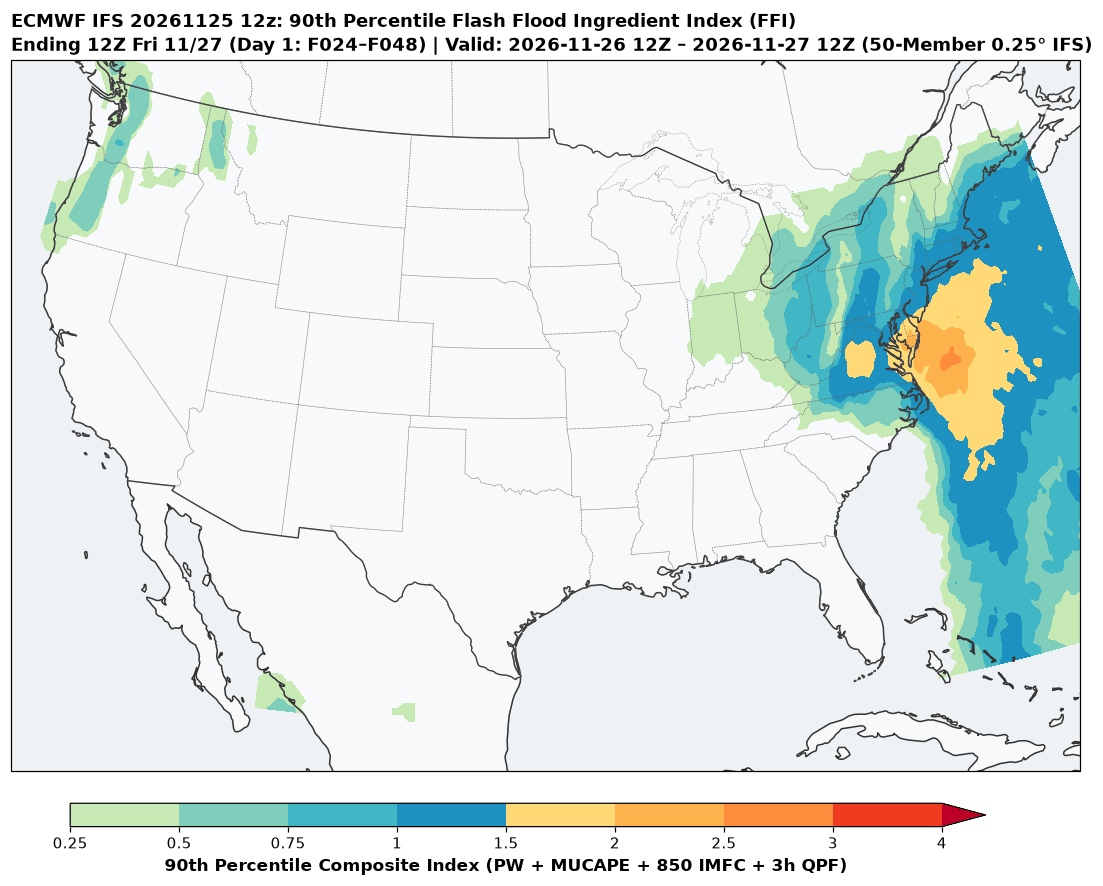 ECMWF IFS 20261125 12z: 90th Percentile Flash Flood Ingredient Index (FFI)
Ending 12Z Fri 11/27 (Day 1: F024–F048) | Valid: 2026-11-26 12Z – 2026-11-27 12Z (50-Member 0.25° IFS)
0.25 0.5 0.75 1 1.5 2 2.5 3 4
90th Percentile Composite Index (PW + MUCAPE + 850 IMFC + 3h QPF)